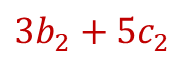 3b₂ + 5c₂